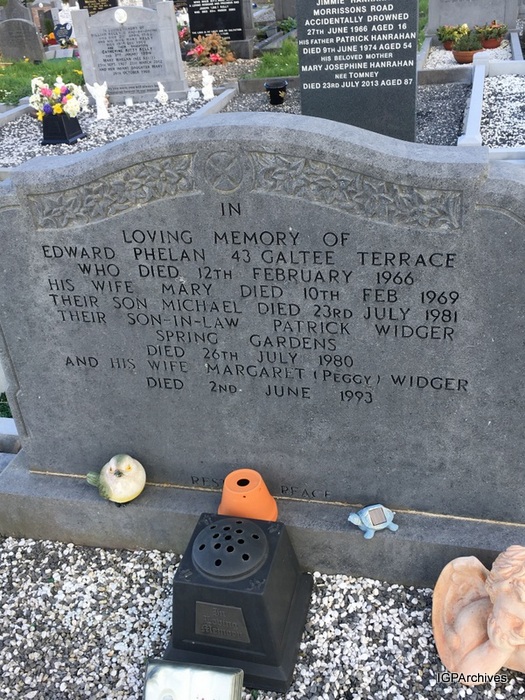 JIMMIE HANRAHAN
MORRISSONS ROAD
ACCIDENTALLY DROWNED
27TH JUNE 1966 AGED 16
HIS FATHER PATRICK HANRAHAN
DIED 9TH JUNE 1974 AGED 54
HIS BELOVED MOTHER
MARY JOSEPHINE HANRAHAN
NEE TOMNEY
DIED 23RD JULY 2013 AGED 87
IN
LOVING MEMORY OF
EDWARD PHELAN 43 GALTEE TERRACE
WHO DIED 12TH FEBRUARY 1966
HIS WIFE MARY DIED 10TH FEB 1969
THEIR SON MICHAEL DIED 23RD JULY 1981
THEIR SON-IN-LAW PATRICK WIDGER
SPRING GARDENS
DIED 26TH JULY 1980
AND HIS WIFE MARGARET (PEGGY) WIDGER
DIED 2ND JUNE 1993
REST PEACE
IGPArchives